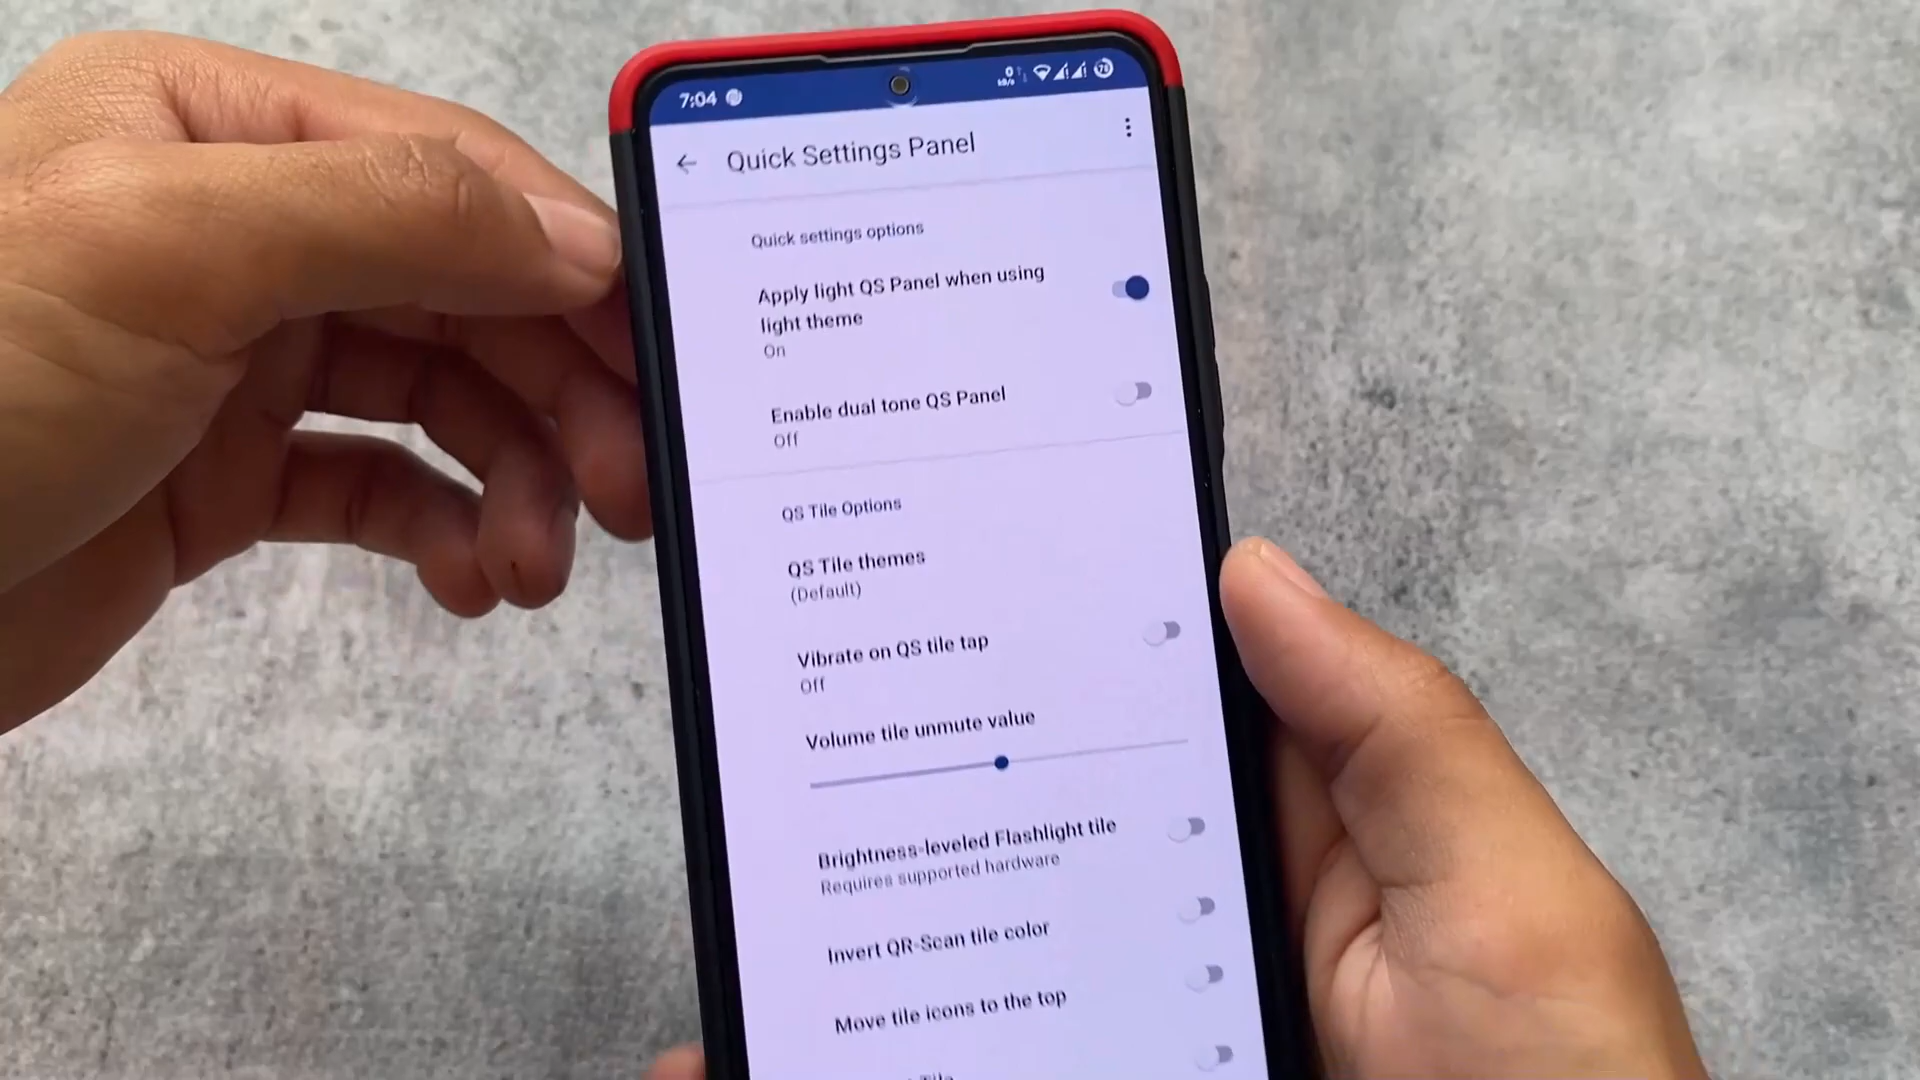 7:04
0
kB/s
78
Quick Settings Panel
Quick settings options
Apply light QS Panel when using
light theme
On
Enable dual tone QS Panel
Off
QS Tile Options
QS Tile themes
(Default)
Vibrate on QS tile tap
Off
Volume tile unmute value
Brightness-leveled Flashlight tile
Requires supported hardware
Invert QR-Scan tile color
Move tile icons to the top